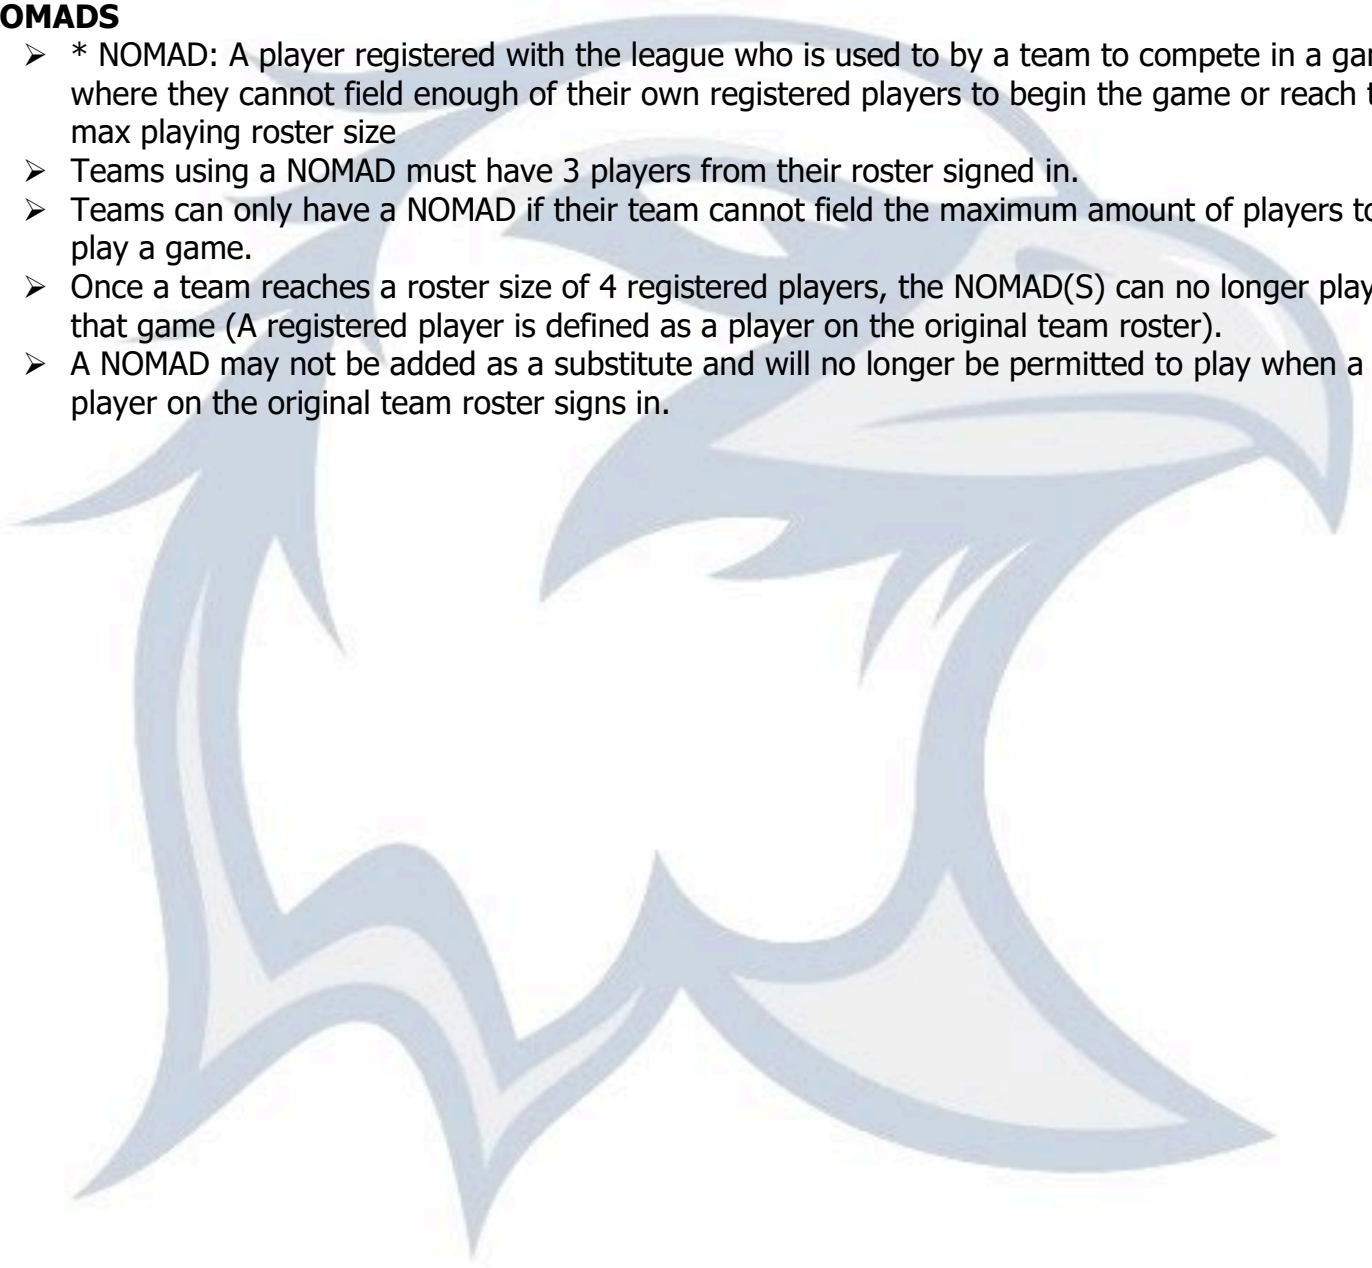 OMADS
➢ * NOMAD: A player registered with the league who is used to by a team to compete in a
where they cannot field enough of their own registered players to begin the game or reach
max playing roster size
➢ Teams using a NOMAD must have 3 players from their roster signed in.
➢ Teams can only have a NOMAD if their team cannot field the maximum amount of players to
play a game.
➢ Once a team reaches a roster size of 4 registered players, the NOMAD(S) can no longer play
that game (A registered player is defined as a player on the original team roster).
➢ A NOMAD may not be added as a substitute and will no longer be permitted to play when a
player on the original team roster signs in.